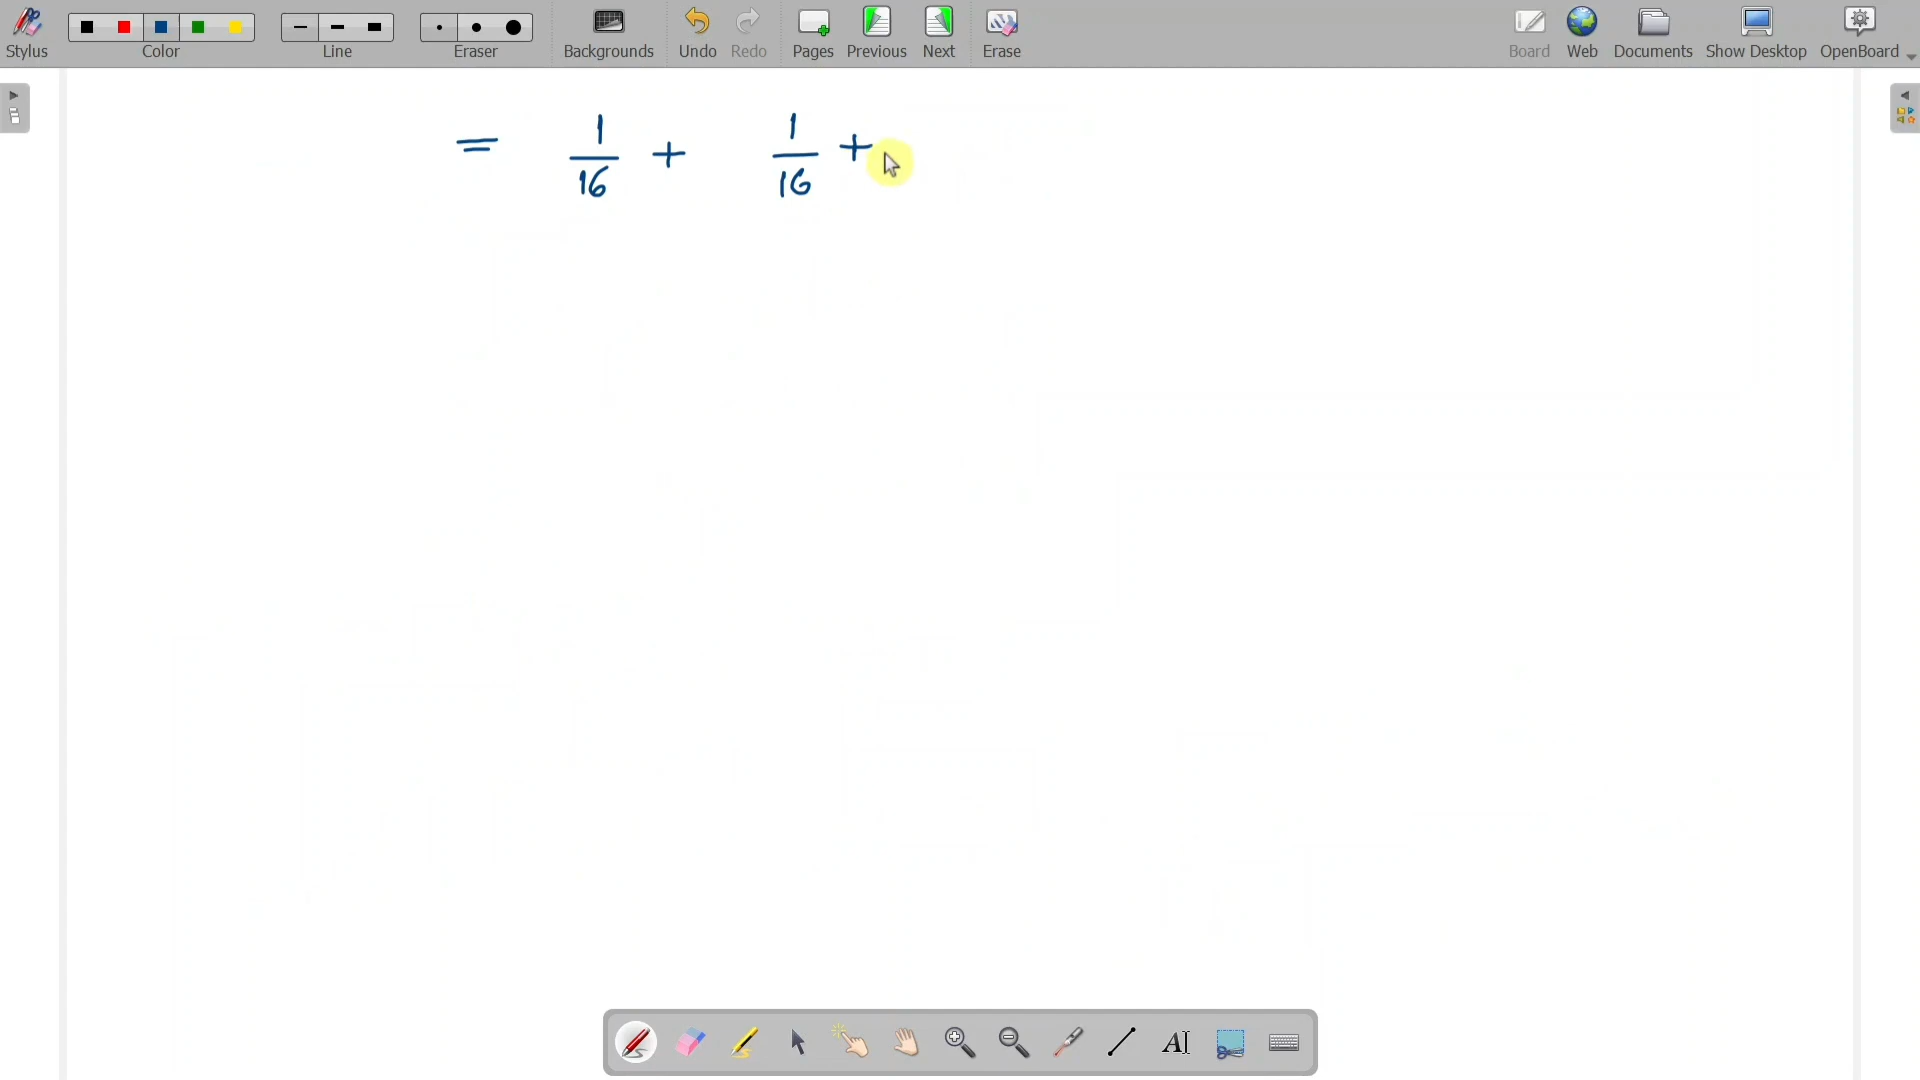 Stylus Color Line Eraser Backgrounds Undo Redo Pages Previous Next Erase Board Web Documents Show Desktop OpenBoard
= 1/16 + 1/16 +